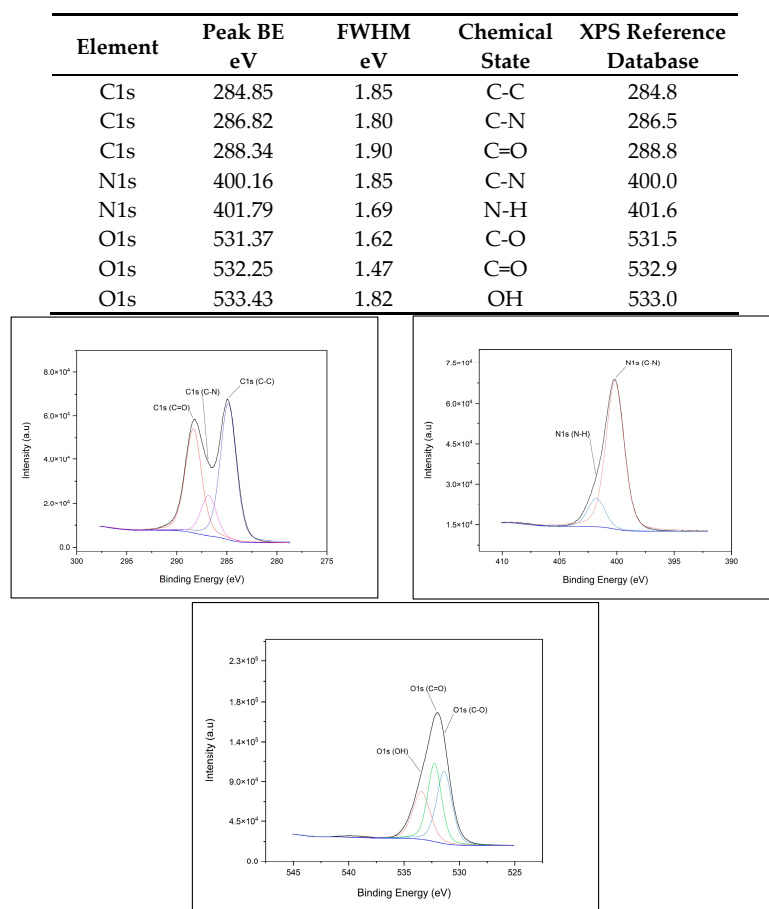 Element Peak BE eV FWHM eV Chemical State XPS Reference Database
C1s 284.85 1.85 C-C 284.8
C1s 286.82 1.80 C-N 286.5
C1s 288.34 1.90 C=O 288.8
N1s 400.16 1.85 C-N 400.0
N1s 401.79 1.69 N-H 401.6
O1s 531.37 1.62 C-O 531.5
O1s 532.25 1.47 C=O 532.9
O1s 533.43 1.82 OH 533.0
8.0×10⁴
6.0×10⁴
4.0×10⁴
2.0×10⁴
0.0
Intensity (a.u)
C1s (C=O)
C1s (C-N)
C1s (C-C)
300 295 290 285 280 275
Binding Energy (eV)
7.5×10⁴
6.0×10⁴
4.5×10⁴
3.0×10⁴
1.5×10⁴
Intensity (a.u)
N1s (C-N)
N1s (N-H)
410 405 400 395 390
Binding Energy (eV)
2.3×10⁵
1.8×10⁵
1.4×10⁵
9.0×10⁴
4.5×10⁴
0.0
Intensity (a.u)
O1s (C=O)
O1s (C-O)
O1s (OH)
545 540 535 530 525
Binding Energy (eV)